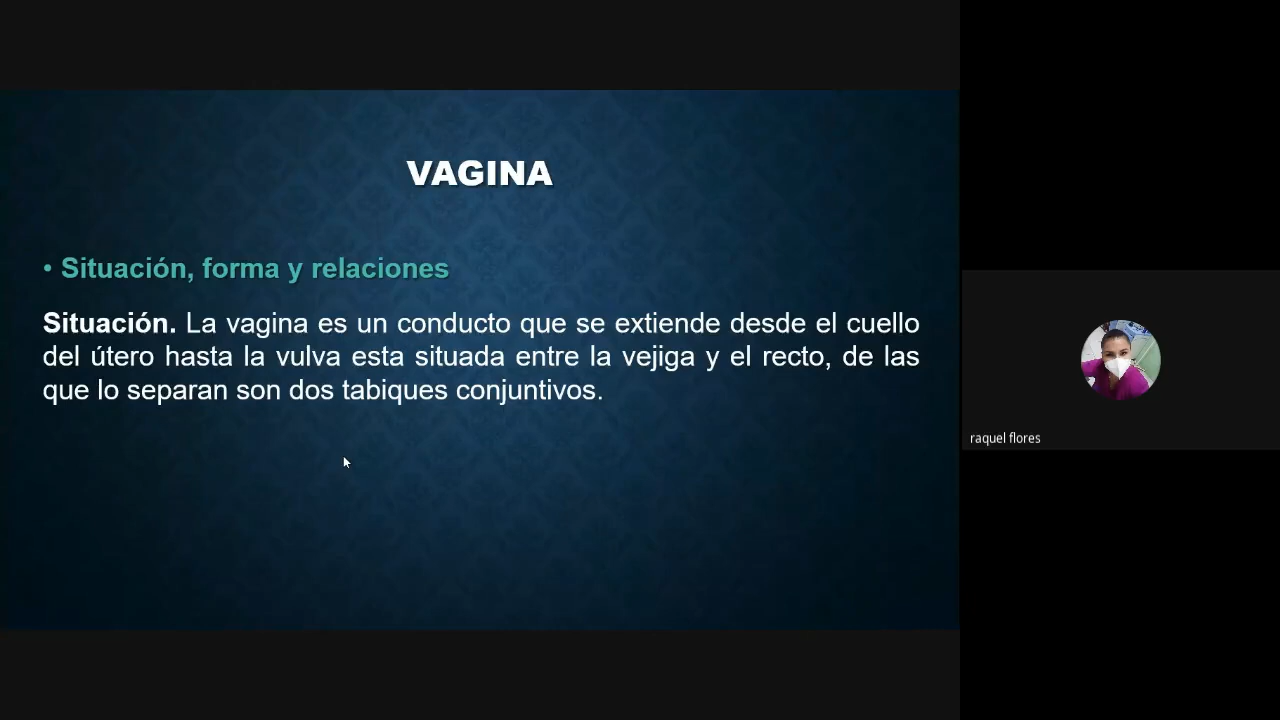 VAGINA
• Situación, forma y relaciones
Situación. La vagina es un conducto que se extiende desde el cuello
del útero hasta la vulva esta situada entre la vejiga y el recto, de las
que lo separan son dos tabiques conjuntivos.
raquel flores